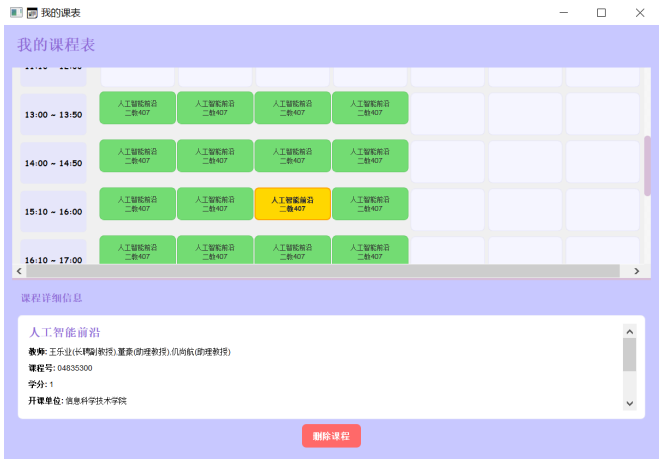 我的课表
我的课程表
13:00 ~ 13:50
人工智能前沿 人工智能前沿 人工智能前沿 人工智能前沿
二教407 二教407 二教407 二教407
14:00 ~ 14:50
人工智能前沿 人工智能前沿 人工智能前沿 人工智能前沿
二教407 二教407 二教407 二教407
15:10 ~ 16:00
人工智能前沿 人工智能前沿 人工智能前沿 人工智能前沿
二教407 二教407 二教407 二教407
16:10 ~ 17:00
人工智能前沿 人工智能前沿 人工智能前沿 人工智能前沿
二教407 二教407 二教407 二教407
课程详细信息
人工智能前沿
教师: 王乐业(长聘副教授),董豪(助理教授),仉尚航(助理教授)
课程号: 04835300
学分: 1
开课单位: 信息科学技术学院
删除课程